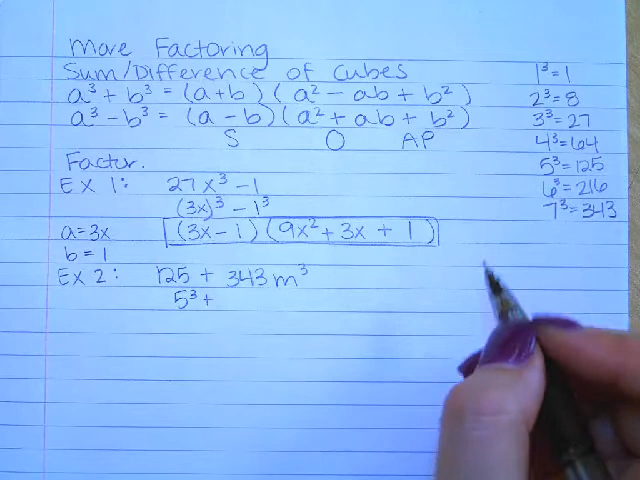 More Factoring
Sum/Difference of Cubes
a³ + b³ = (a+b)(a² - ab + b²)
a³ - b³ = (a - b)(a² + ab + b²)
S O AP
Factor.
EX 1: 27x³ - 1
(3x)³ - 1³
a=3x (3x - 1)(9x² + 3x + 1)
b = 1
EX 2: 125 + 343m³
5³ +
1³ = 1
2³ = 8
3³ = 27
4³ = 64
5³ = 125
6³ = 216
7³ = 343